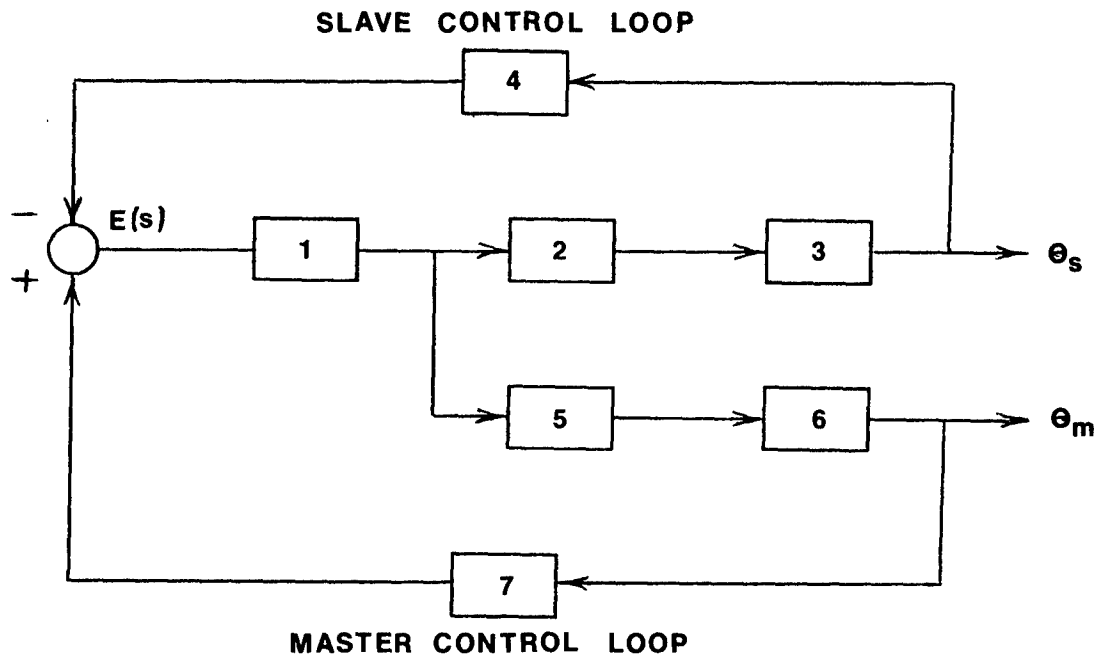 SLAVE CONTROL LOOP
4
−
E(s)
+
1
2
3
Θs
5
6
Θm
7
MASTER CONTROL LOOP